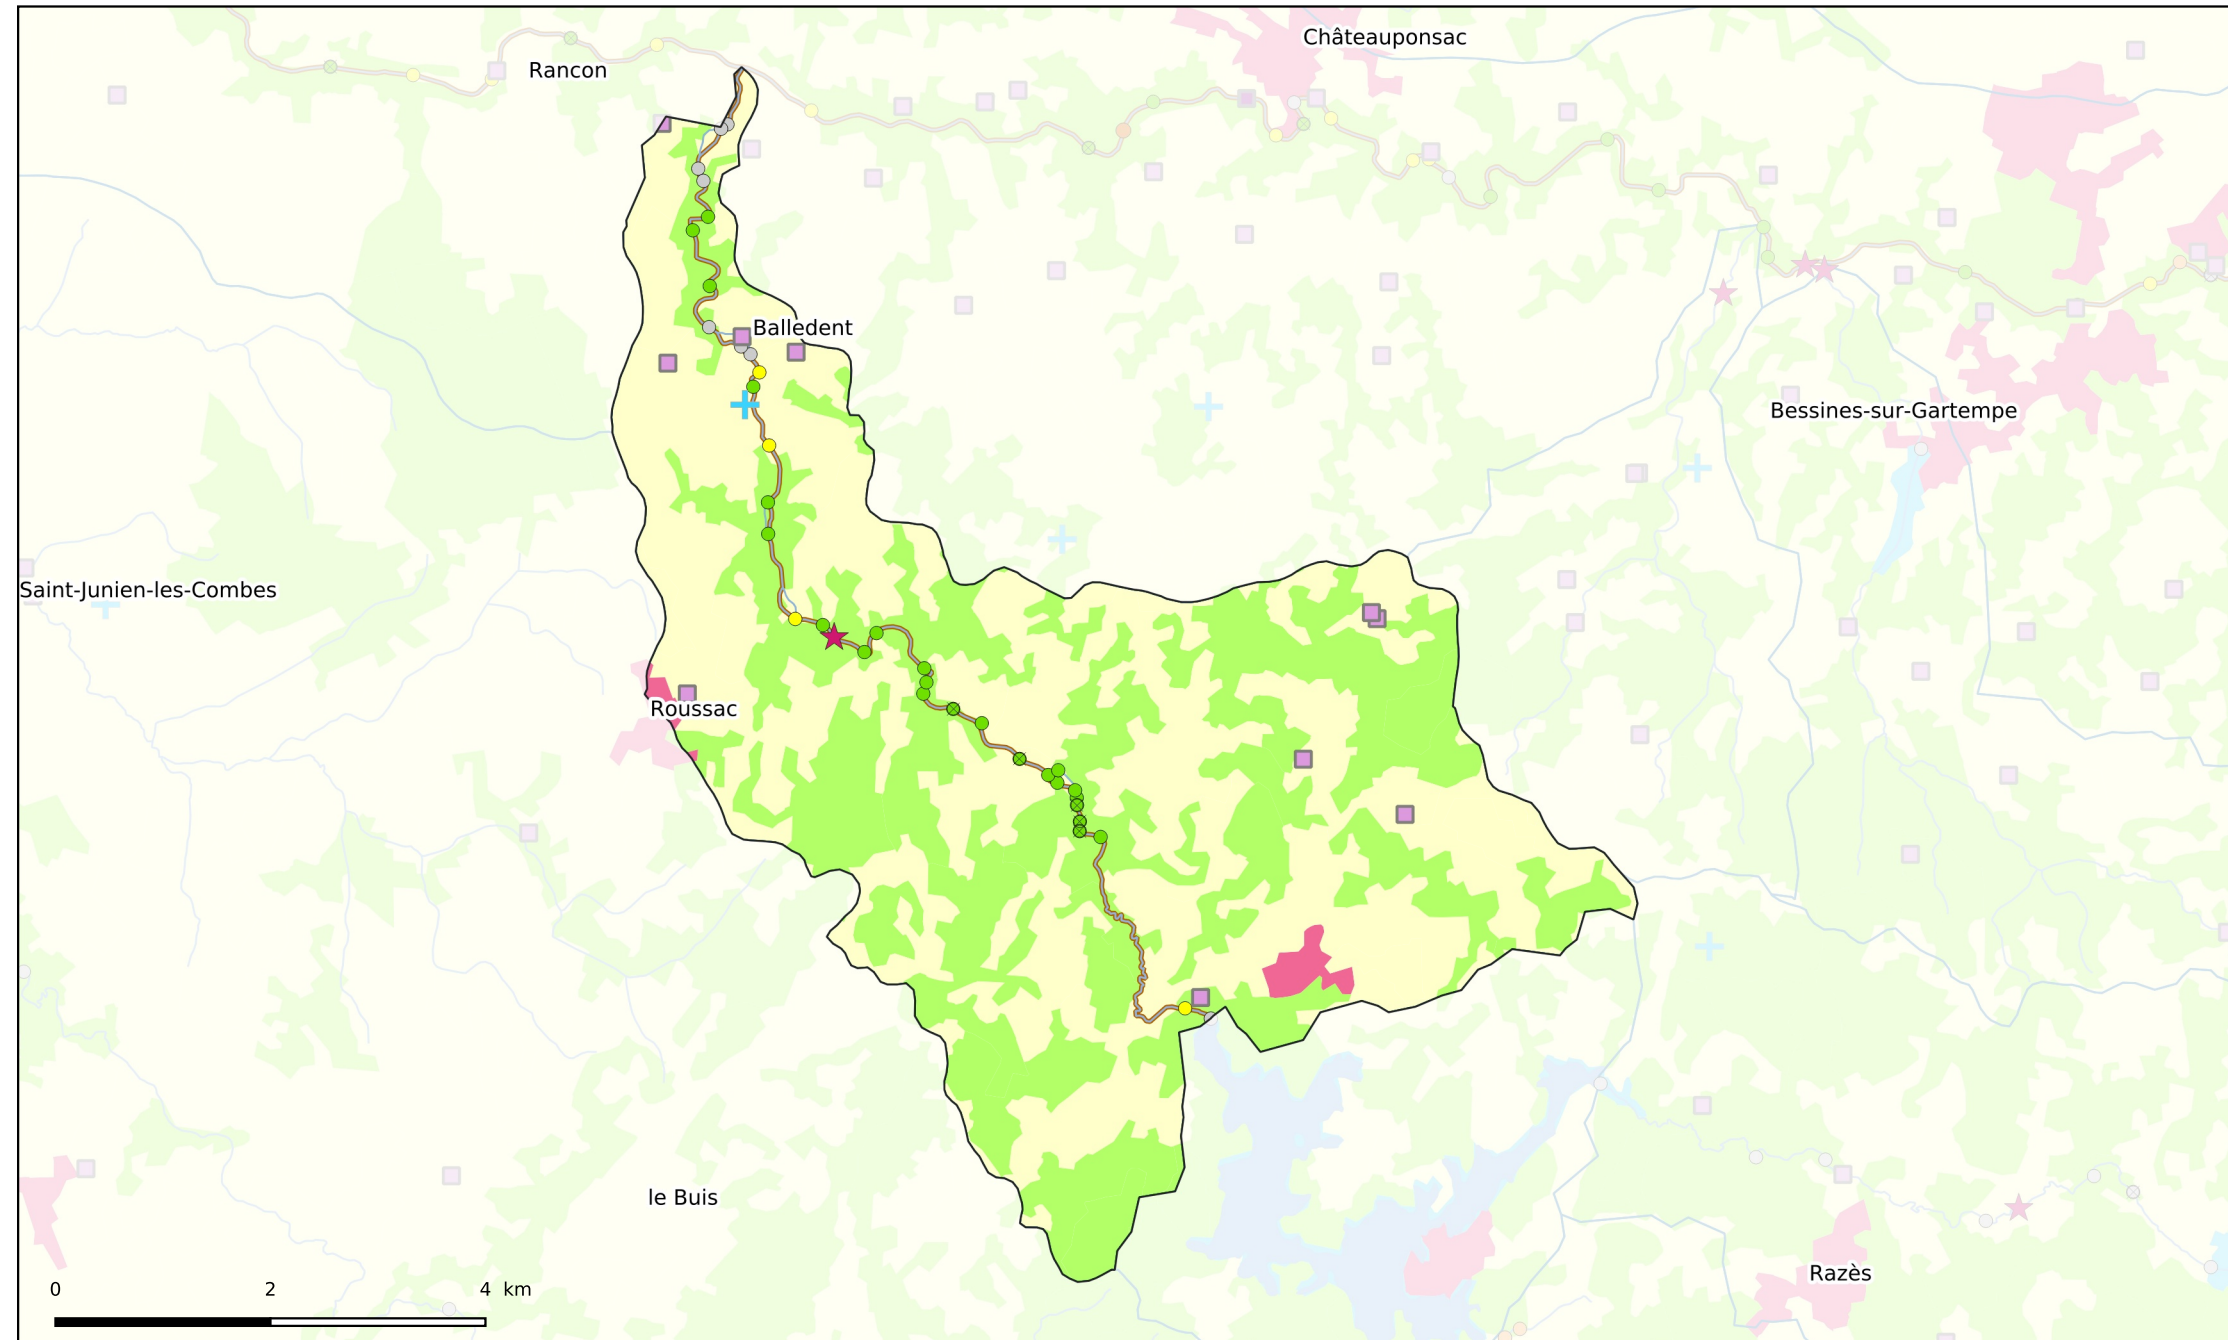 Châteauponsac
Rancon
Balledent
Bessines-sur-Gartempe
Saint-Junien-les-Combes
Roussac
le Buis
Razès
0 2 4 km